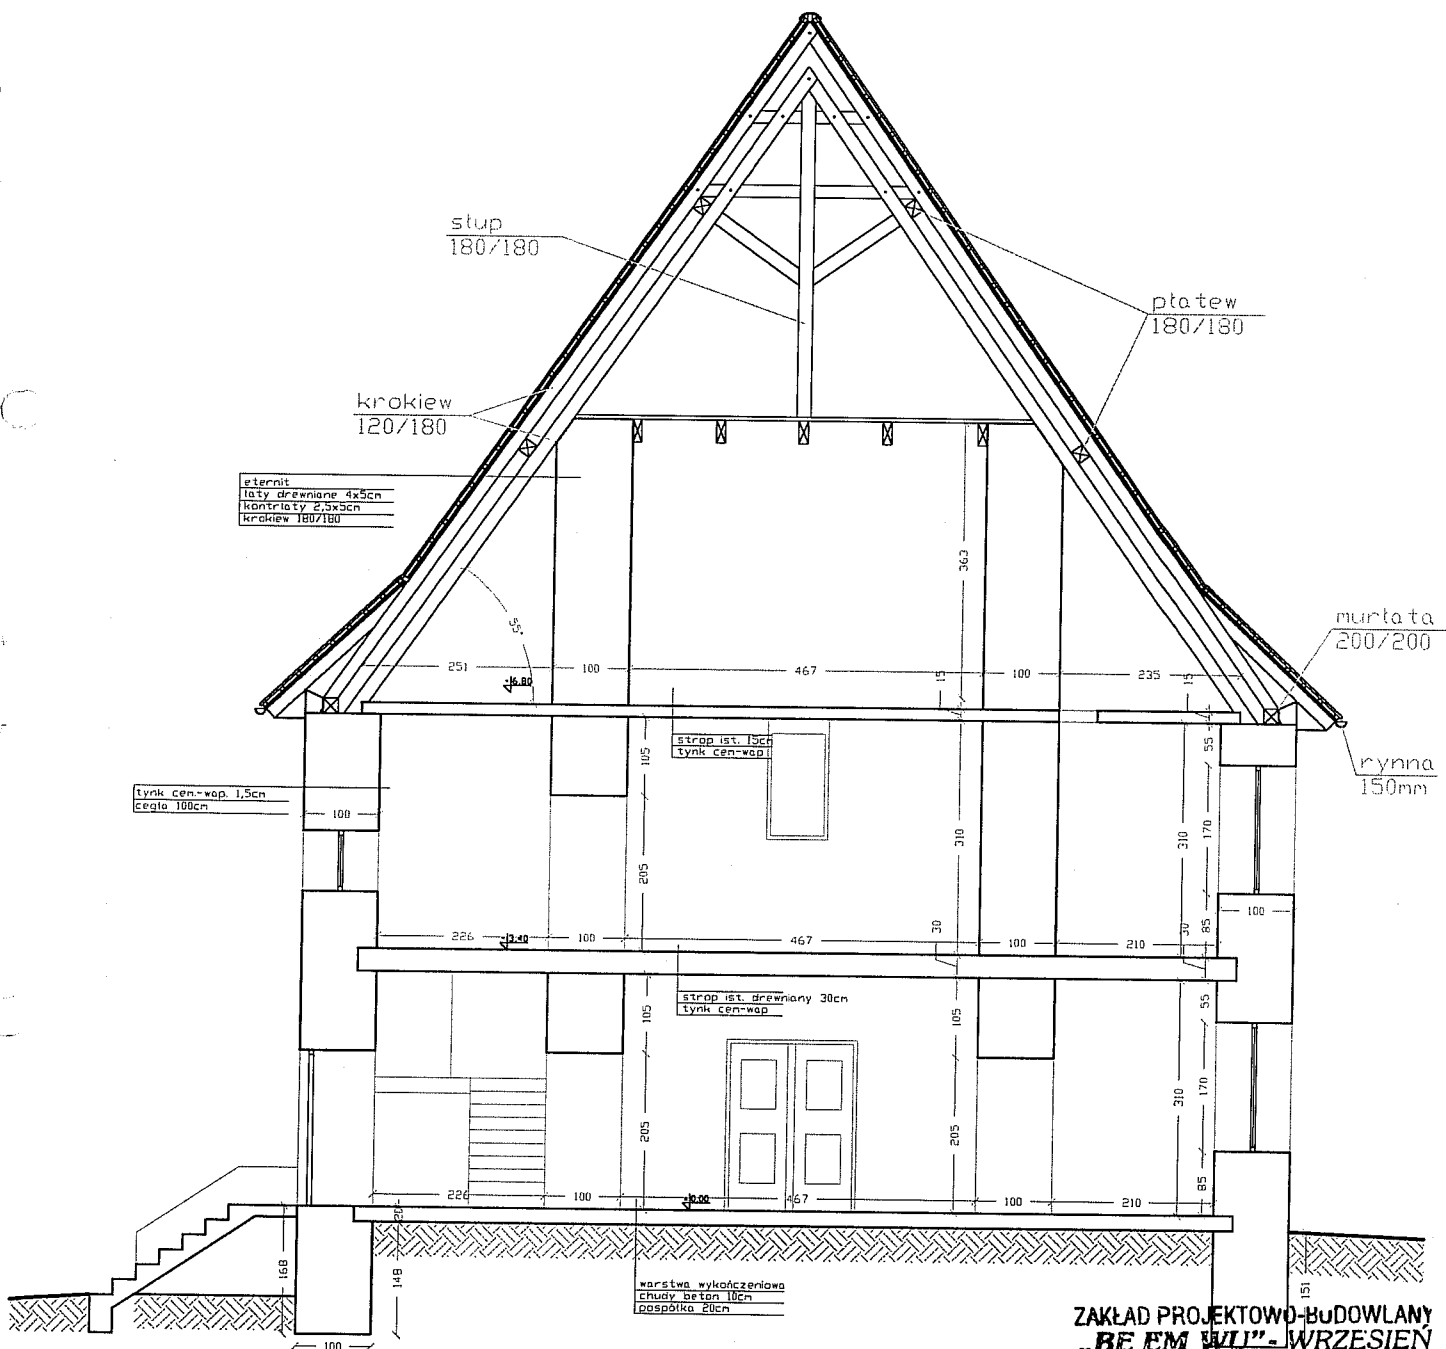 słup
180/180
płatew
180/180
krokiew
120/180
eternit
łaty drewniane 4x5cm
kontrłaty 2,5x5cm
krokiew 180/180
363
55°
murłata
200/200
251
100
467
100
235
+6.80
15
15
strop ist. 15cm
tynk cem-wap
105
55
rynna
150mm
tynk cem.-wap. 1,5cm
cegła 100cm
100
170
310
310
205
100
226
100
467
100
210
+3.40
30
30
85
strop ist. drewniany 30cm
tynk cem-wap
105
105
55
170
310
205
205
85
226
100
467
100
210
±0.00
20
168
148
151
warstwa wykończeniowa
chudy beton 10cm
pospółka 20cm
100
ZAKŁAD PROJEKTOWO-BUDOWLANY
„BE EM WU"- WRZESIEŃ